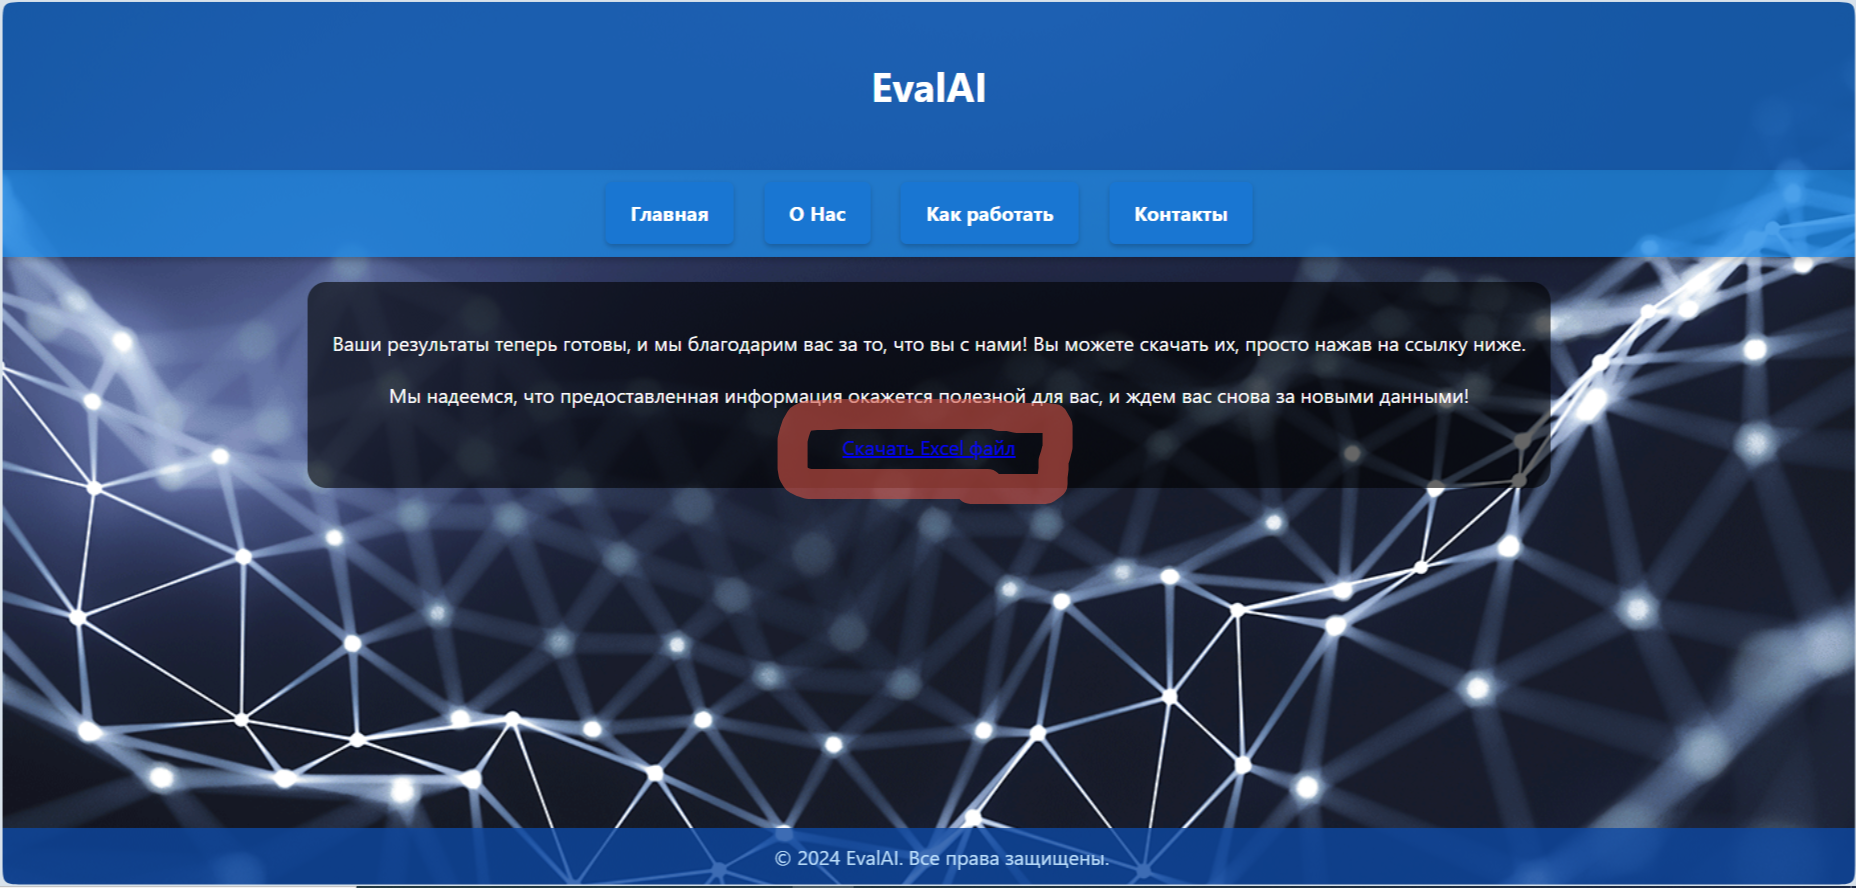 EvalAI
Главная О Нас Как работать Контакты
Ваши результаты теперь готовы, и мы благодарим вас за то, что вы с нами! Вы можете скачать их, просто нажав на ссылку ниже.
Мы надеемся, что предоставленная информация окажется полезной для вас, и ждем вас снова за новыми данными!
Скачать Excel файл
© 2024 EvalAI. Все права защищены.